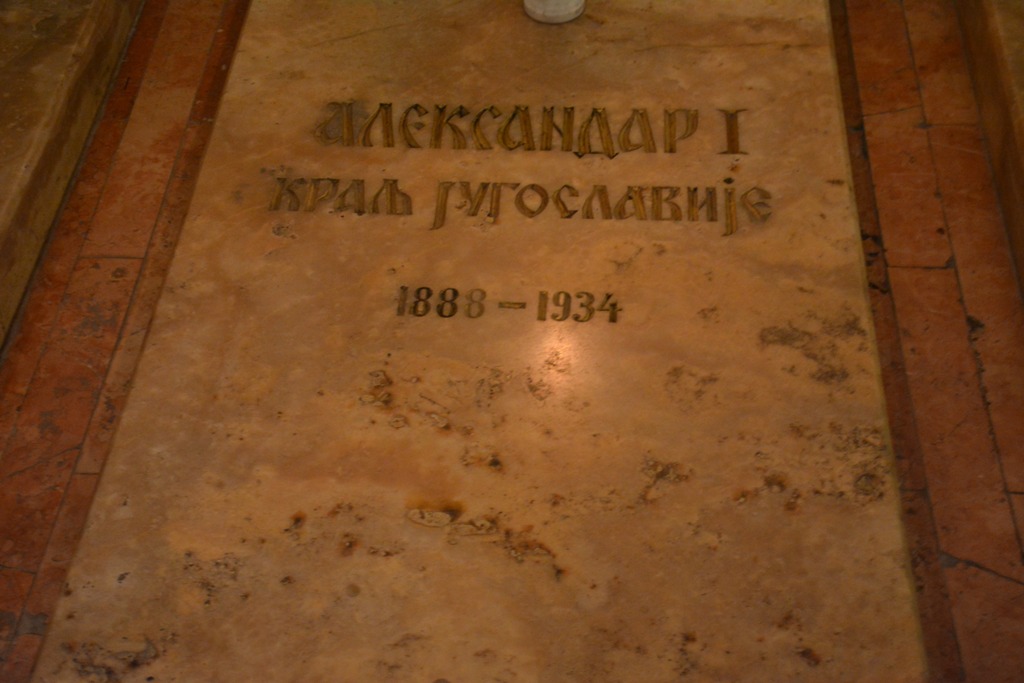 Александар I
краљ Југославије
1888 – 1934